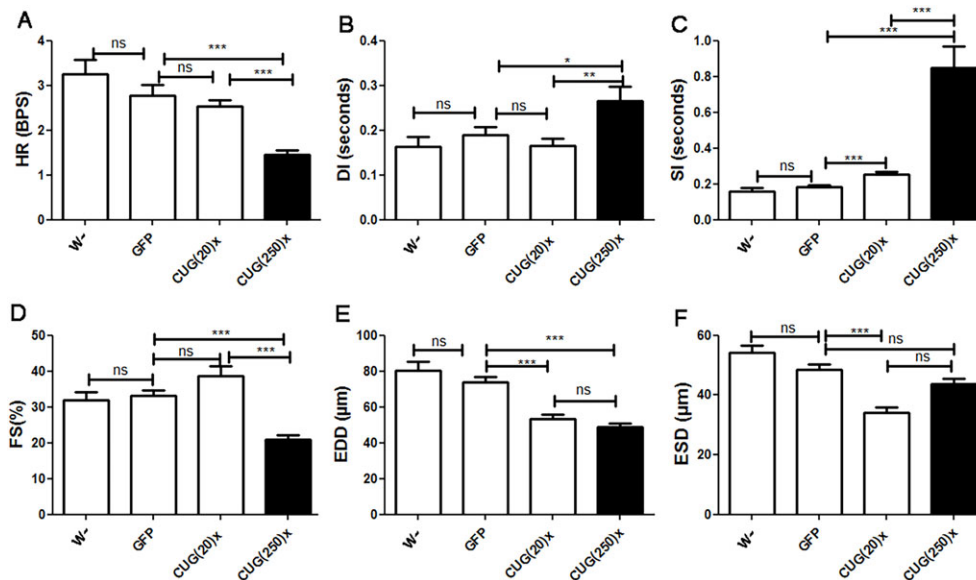 A
HR (BPS)
4
3
2
1
0
ns
ns
***
***
W-
GFP
CUG(20)x
CUG(250)x
B
DI (seconds)
0.4
0.3
0.2
0.1
0.0
ns
ns
*
**
W-
GFP
CUG(20)x
CUG(250)x
C
SI (seconds)
1.0
0.8
0.6
0.4
0.2
0.0
ns
***
***
***
W-
GFP
CUG(20)x
CUG(250)x
D
FS(%)
50
40
30
20
10
0
ns
ns
***
***
W-
GFP
CUG(20)x
CUG(250)x
E
EDD (µm)
100
80
60
40
20
0
ns
***
***
ns
W-
GFP
CUG(20)x
CUG(250)x
F
ESD (µm)
60
40
20
0
ns
***
ns
ns
W-
GFP
CUG(20)x
CUG(250)x